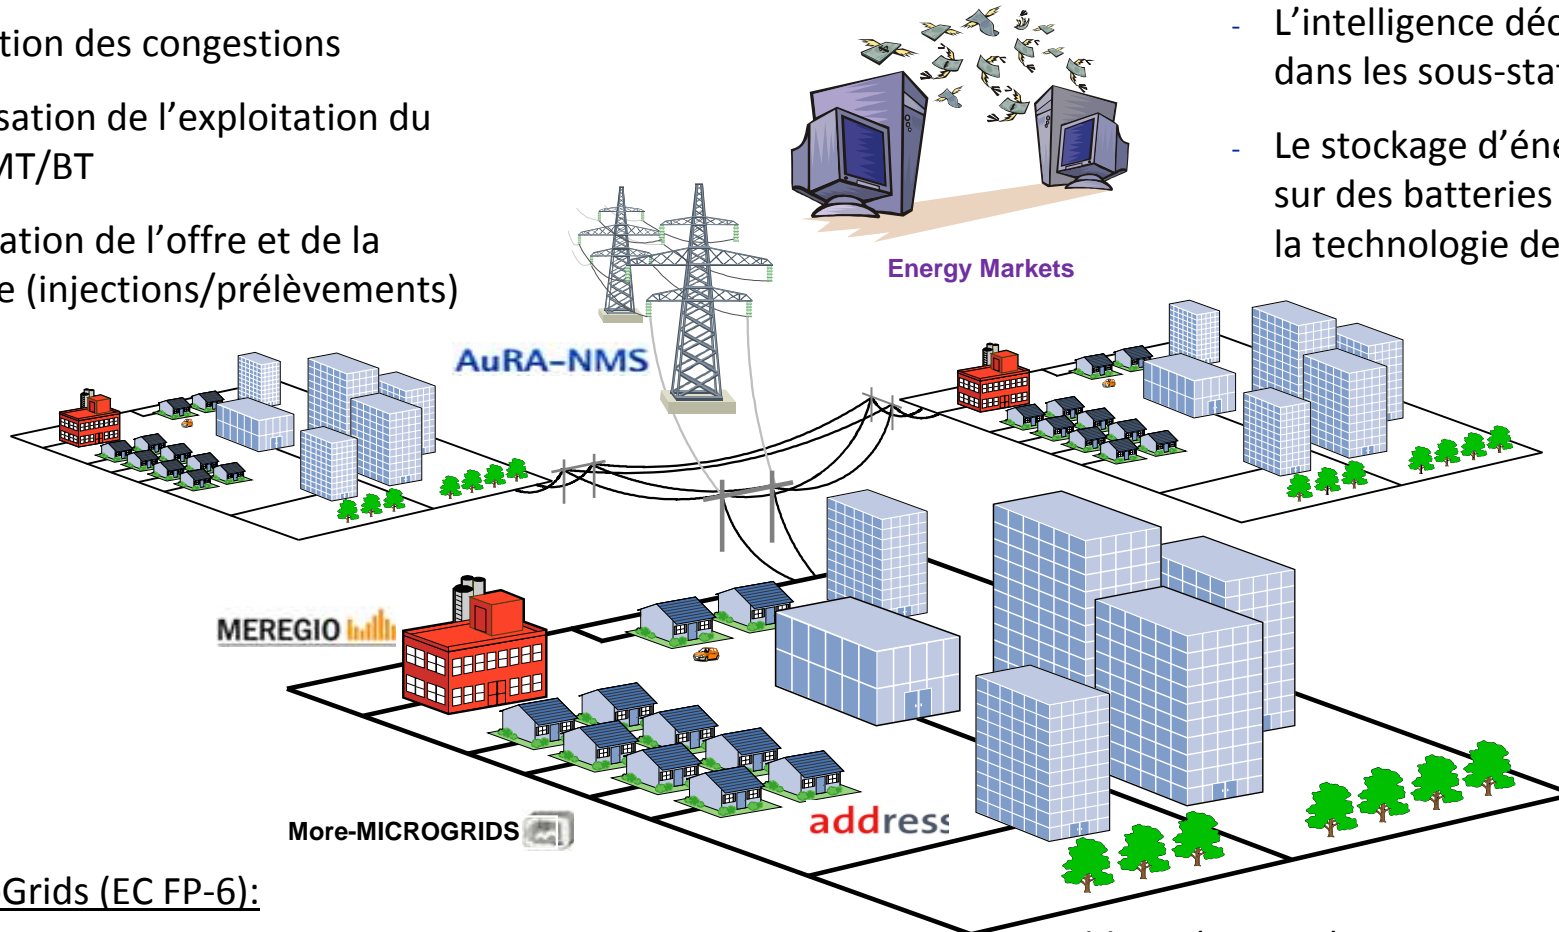 tion des congestions
sation de l’exploitation du
MT/BT
ation de l’offre et de la
e (injections/prélèvements)
- L’intelligence déc
dans les sous-stat
- Le stockage d’éne
sur des batteries
la technologie de
Energy Markets
AuRA-NMS
MEREGIO
More-MICROGRIDS
address
Grids (EC FP-6):